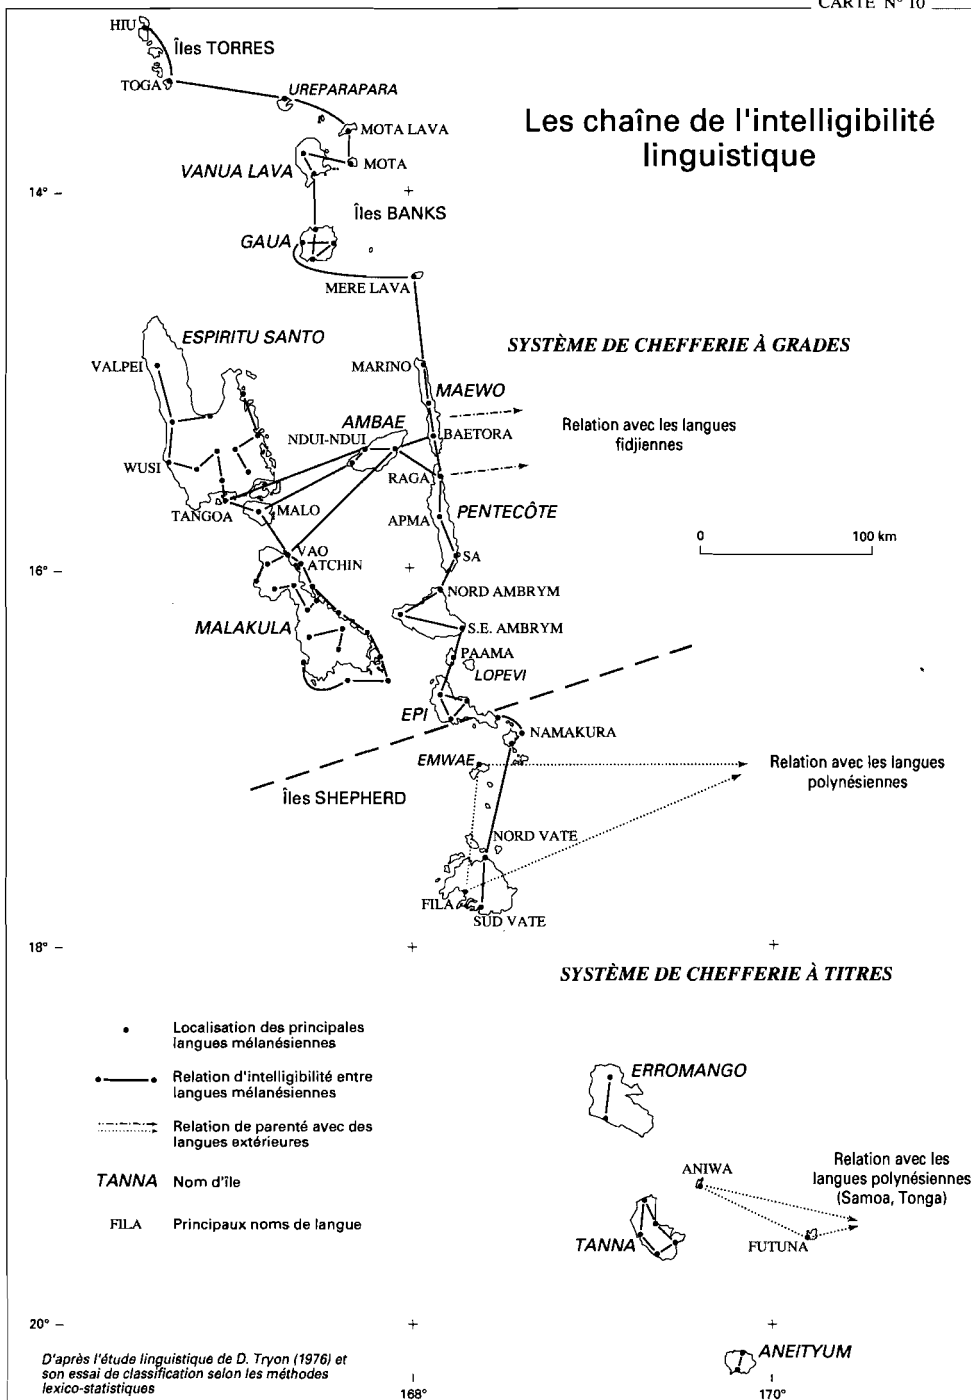 CARTE N° 10
HIU
Îles TORRES
TOGA
UREPARAPARA
Les chaîne de l'intelligibilité
linguistique
MOTA LAVA
MOTA
VANUA LAVA
14°
Îles BANKS
GAUA
MERE LAVA
ESPIRITU SANTO
SYSTÈME DE CHEFFERIE À GRADES
VALPEI
MARINO
MAEWO
AMBAE
NDUI-NDUI
BAETORA
Relation avec les langues
fidjiennes
WUSI
RAGA
TANGOA
MALO
APMA
PENTECÔTE
0
100 km
VAO
ATCHIN
SA
16°
NORD AMBRYM
MALAKULA
S.E. AMBRYM
PAAMA
LOPEVI
EPI
NAMAKURA
EMWAE
Relation avec les langues
polynésiennes
Îles SHEPHERD
NORD VATE
FILA
SUD VATE
18°
SYSTÈME DE CHEFFERIE À TITRES
Localisation des principales
langues mélanésiennes
Relation d'intelligibilité entre
langues mélanésiennes
Relation de parenté avec des
langues extérieures
TANNA Nom d'île
FILA Principaux noms de langue
ERROMANGO
ANIWA
Relation avec les
langues polynésiennes
(Samoa, Tonga)
TANNA
FUTUNA
20°
D'après l'étude linguistique de D. Tryon (1976) et
son essai de classification selon les méthodes
lexico-statistiques
ANEITYUM
168°
170°